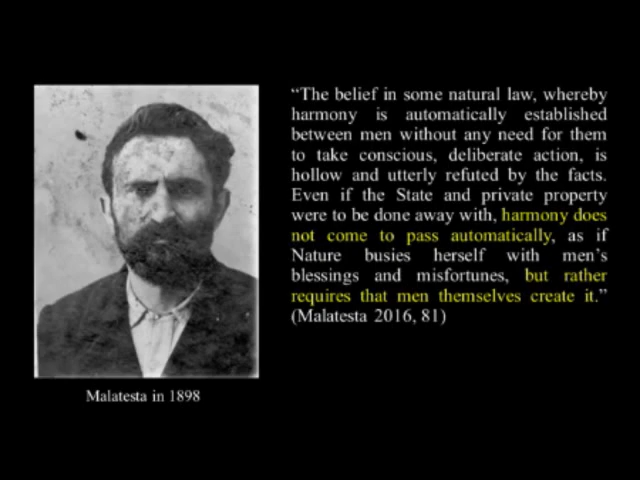 “The belief in some natural law, whereby
harmony is automatically established
between men without any need for them
to take conscious, deliberate action, is
hollow and utterly refuted by the facts.
Even if the State and private property
were to be done away with, harmony does
not come to pass automatically, as if
Nature busies herself with men’s
blessings and misfortunes, but rather
requires that men themselves create it.”
(Malatesta 2016, 81)
Malatesta in 1898